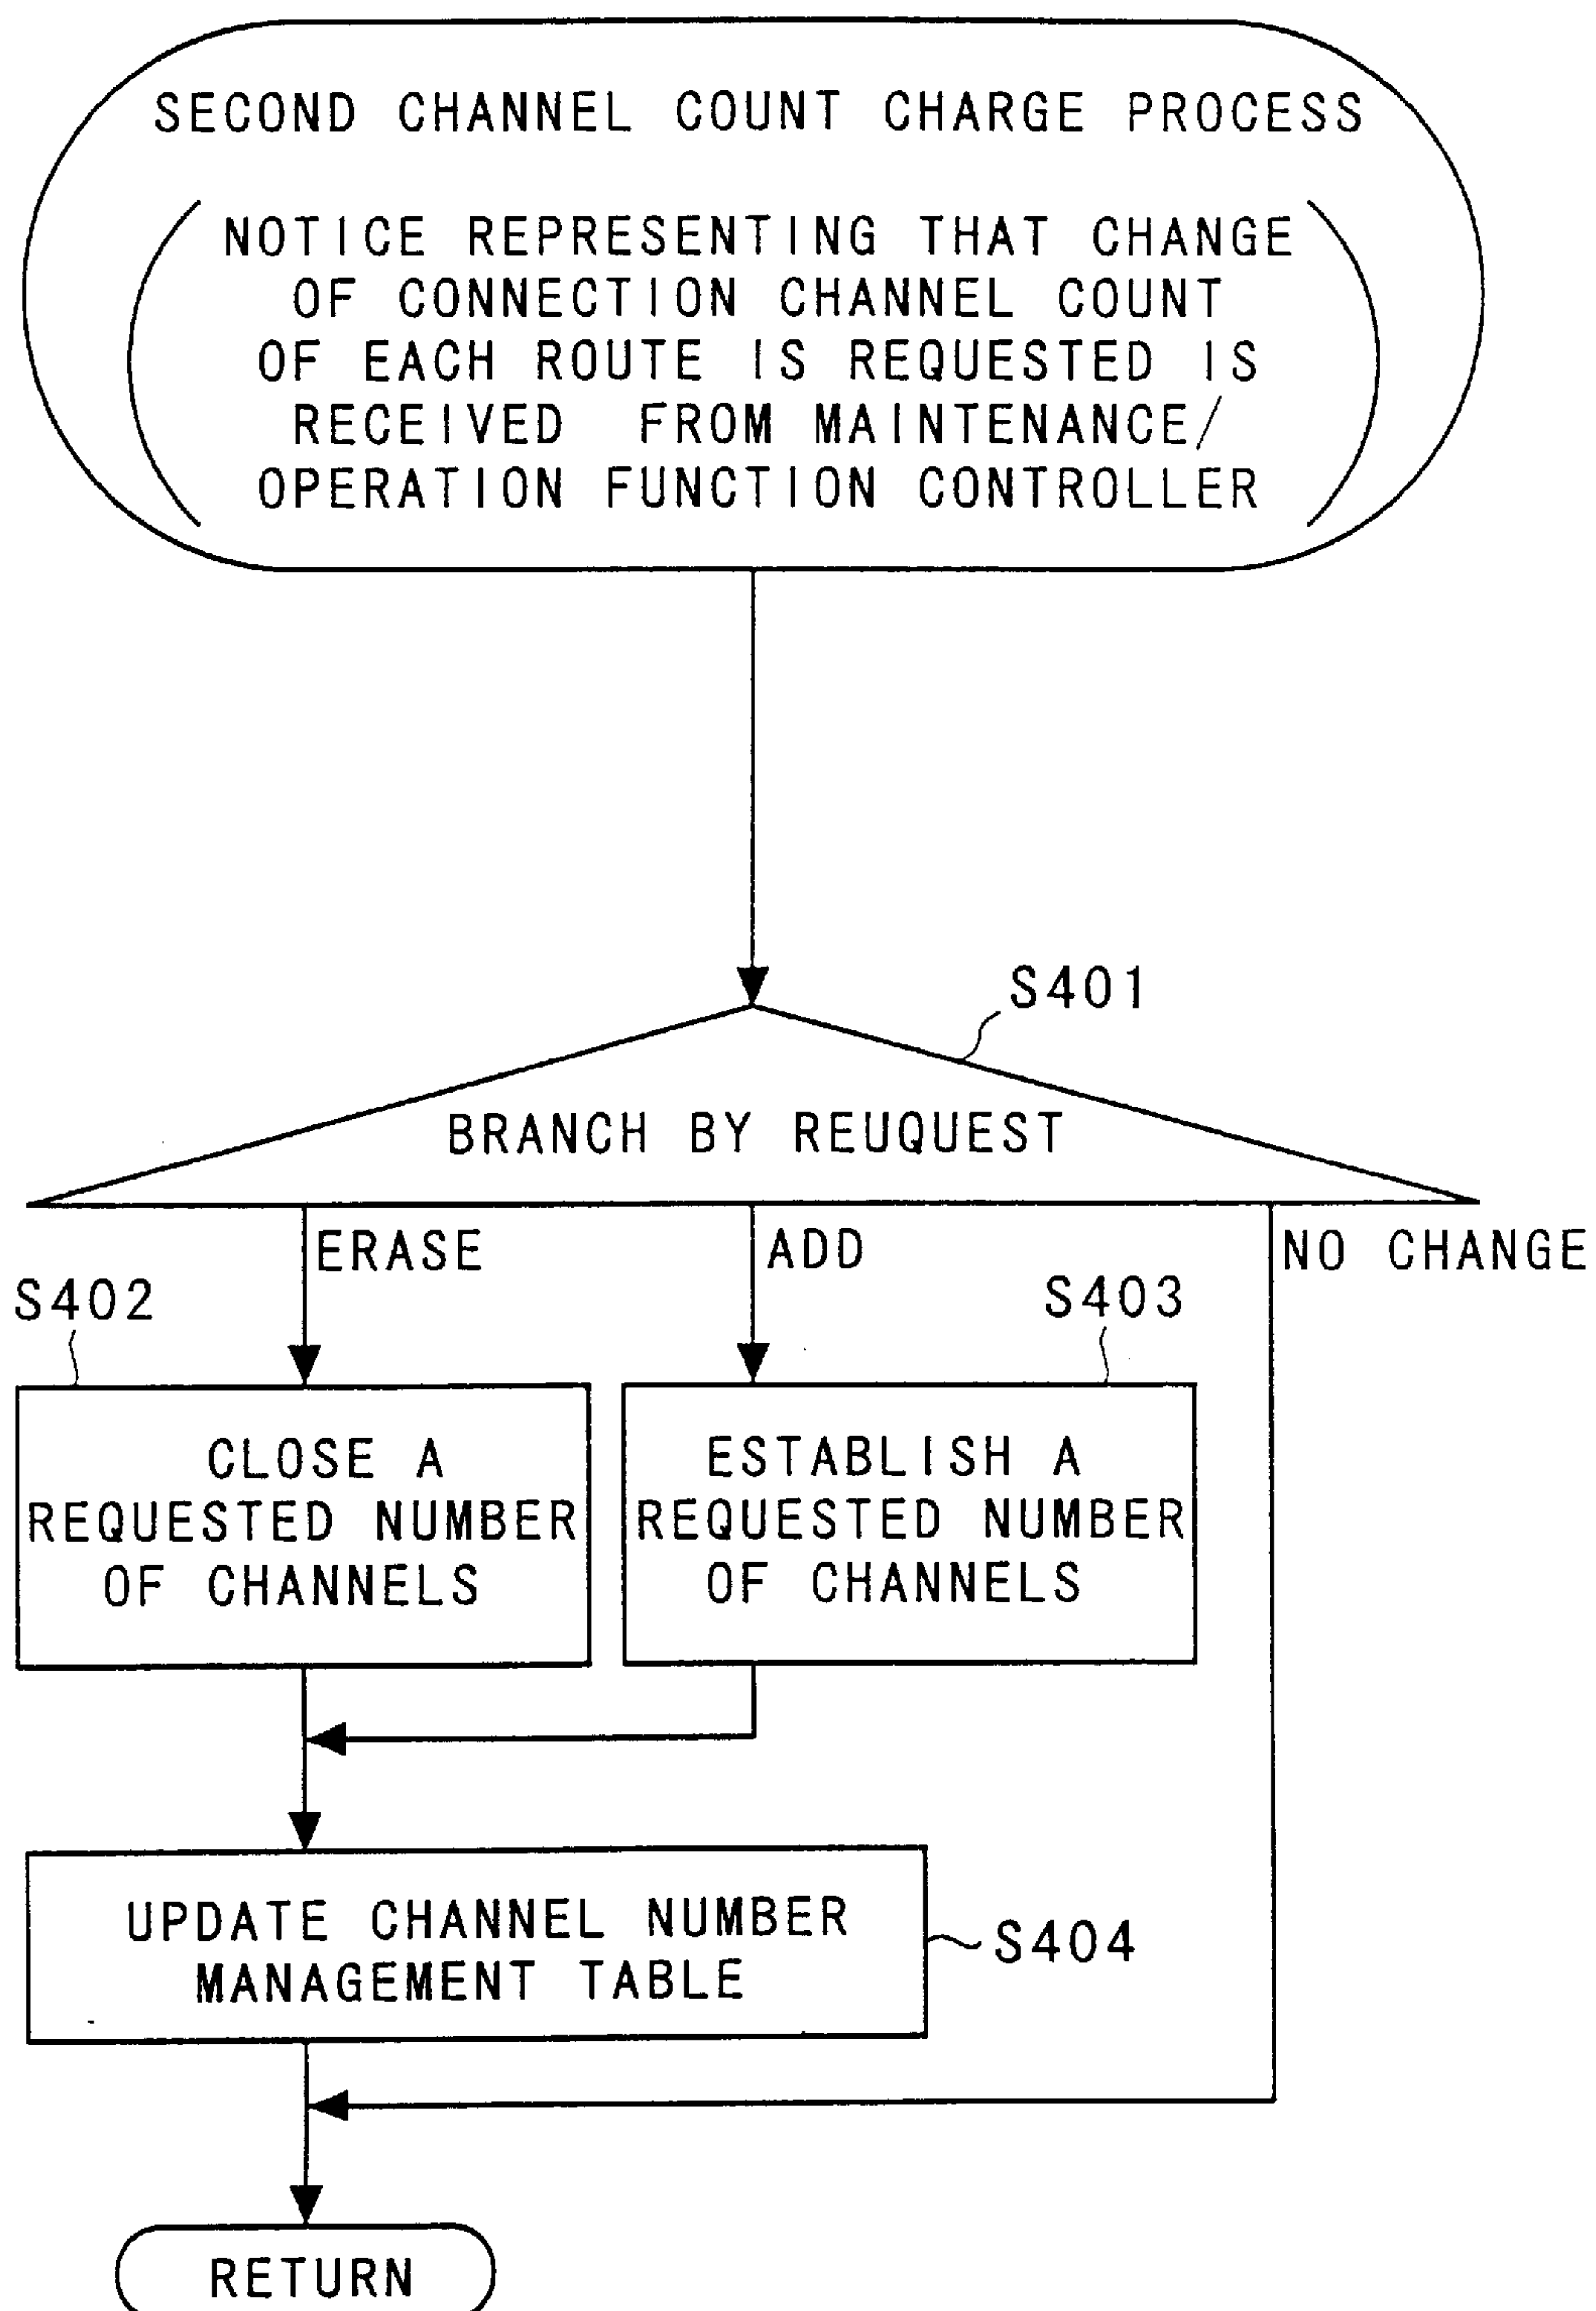 SECOND CHANNEL COUNT CHARGE PROCESS
NOTICE REPRESENTING THAT CHANGE
OF CONNECTION CHANNEL COUNT
OF EACH ROUTE IS REQUESTED IS
RECEIVED FROM MAINTENANCE/
OPERATION FUNCTION CONTROLLER
S401
BRANCH BY REUQUEST
ERASE
ADD
NO CHANGE
S402
S403
CLOSE A
REQUESTED NUMBER
OF CHANNELS
ESTABLISH A
REQUESTED NUMBER
OF CHANNELS
UPDATE CHANNEL NUMBER
MANAGEMENT TABLE
S404
RETURN